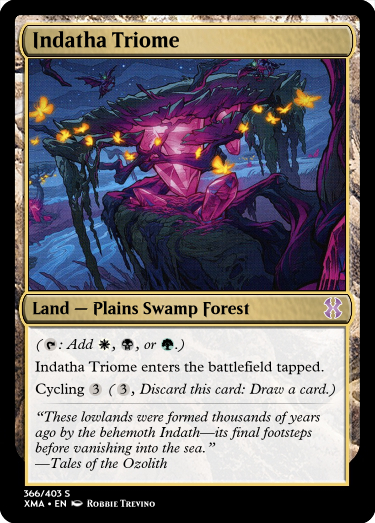 Indatha Triome
Land — Plains Swamp Forest
( : Add , , or .)
Indatha Triome enters the battlefield tapped.
Cycling 3 ( 3 , Discard this card: Draw a card.)
“These lowlands were formed thousands of years
ago by the behemoth Indath—its final footsteps
before vanishing into the sea.”
—Tales of the Ozolith
366/403 S
XMA • EN Robbie Trevino